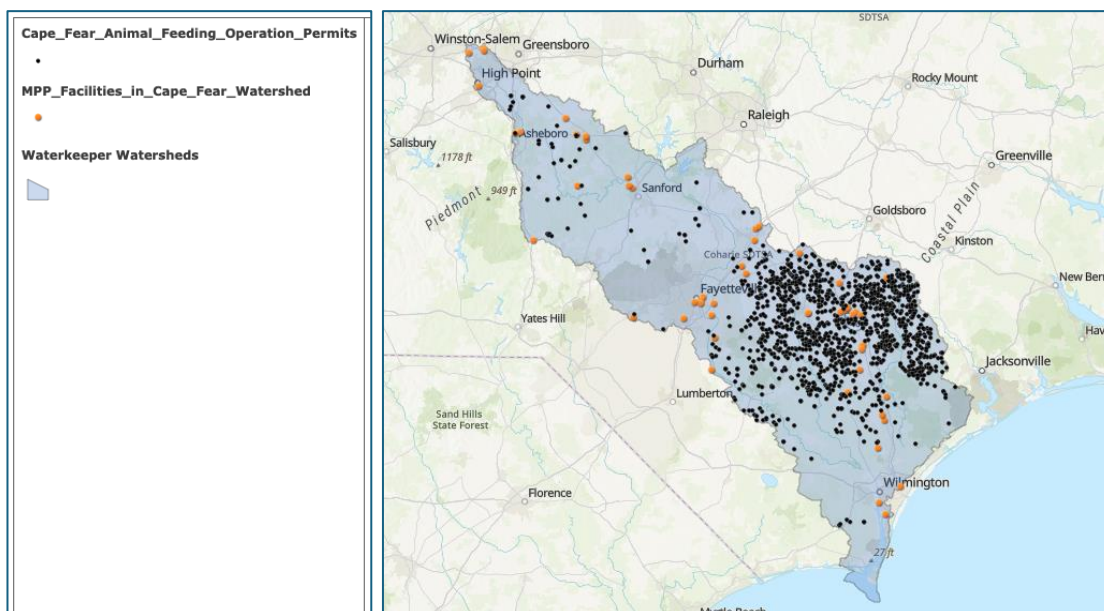 Cape_Fear_Animal_Feeding_Operation_Permits
MPP_Facilities_in_Cape_Fear_Watershed
Waterkeeper Watersheds
SDTSA
Winston-Salem
Greensboro
Durham
High Point
Rocky Mount
Raleigh
Asheboro
Salisbury
1178 ft
Greenville
949 ft
Piedmont
Sanford
Goldsboro
Coastal Plain
Kinston
Coharie SDTSA
New Bern
Fayetteville
Yates Hill
Hav
Jacksonville
Lumberton
Sand Hills
State Forest
Wilmington
Florence
27 ft
Myrtle Beach